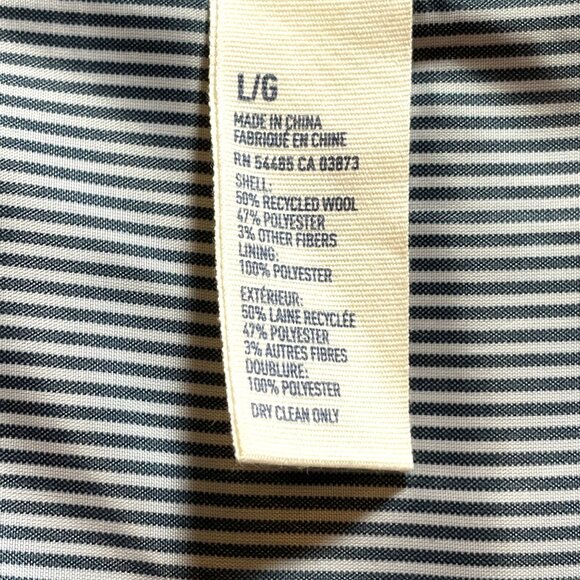 L/G
MADE IN CHINA
FABRIQUÉ EN CHINE
RN 54485 CA 03873
SHELL:
50% RECYCLED WOOL
47% POLYESTER
3% OTHER FIBERS
LINING:
100% POLYESTER
EXTÉRIEUR:
50% LAINE RECYCLÉE
47% POLYESTER
3% AUTRES FIBRES
DOUBLURE:
100% POLYESTER
DRY CLEAN ONLY